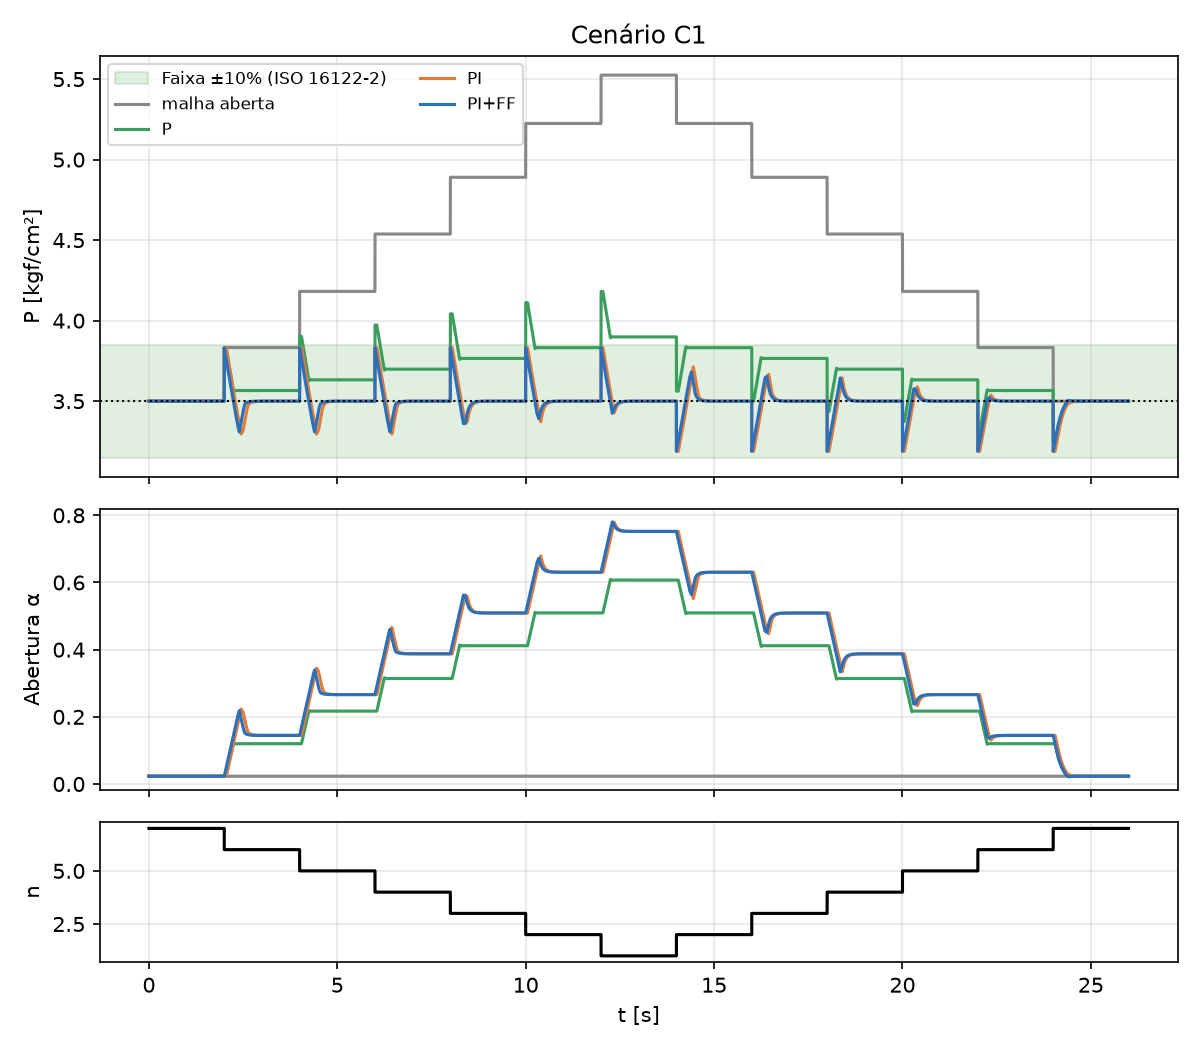 Cenário C1
Faixa ±10% (ISO 16122-2)
malha aberta
P
PI
PI+FF
P [kgf/cm²]
5.5
5.0
4.5
4.0
3.5
Abertura α
0.8
0.6
0.4
0.2
0.0
n
5.0
2.5
0
5
10
15
20
25
t [s]